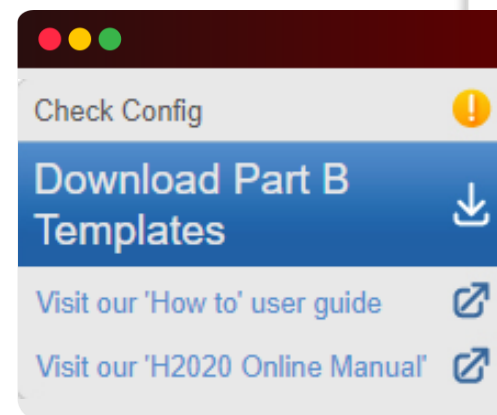 Check Config
Download Part B
Templates
Visit our 'How to' user guide
Visit our 'H2020 Online Manual'